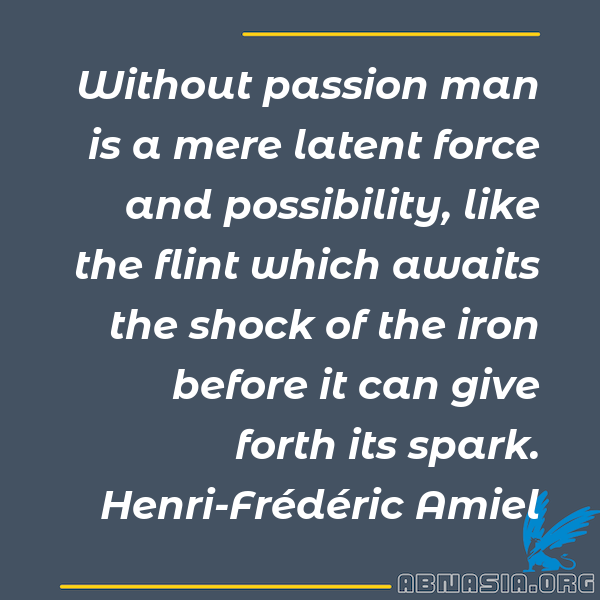 Without passion man
is a mere latent force
and possibility, like
the flint which awaits
the shock of the iron
before it can give
forth its spark.
Henri-Frédéric Amiel
ABNASIA.ORG